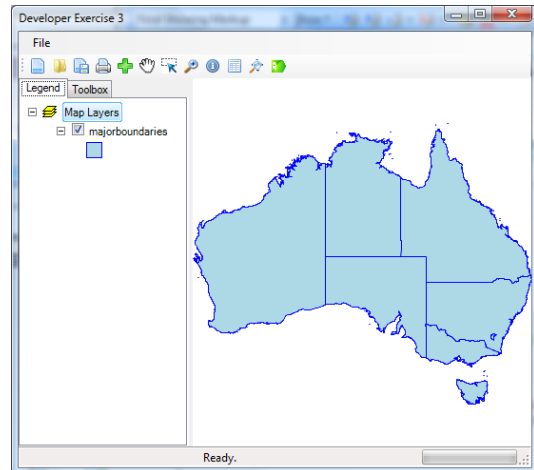 Developer Exercise 3
File
Legend Toolbox
Map Layers
majorboundaries
Ready.